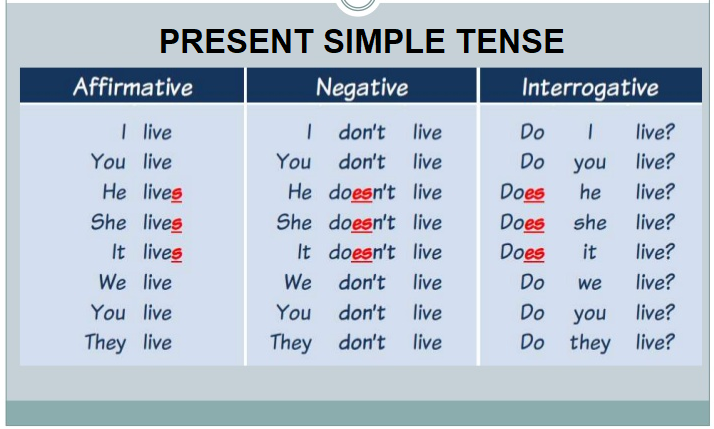 PRESENT SIMPLE TENSE
Affirmative Negative Interrogative
I live I don't live Do I live?
You live You don't live Do you live?
He lives He doesn't live Does he live?
She lives She doesn't live Does she live?
It lives It doesn't live Does it live?
We live We don't live Do we live?
You live You don't live Do you live?
They live They don't live Do they live?